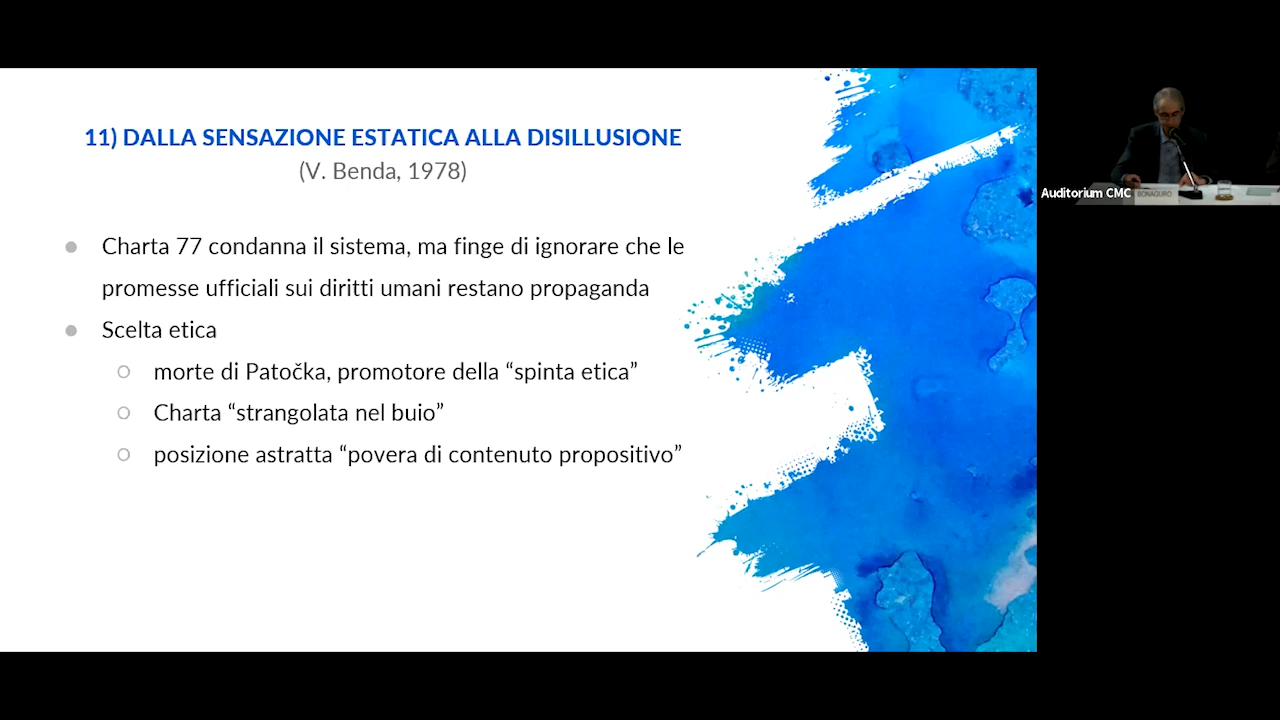 11) DALLA SENSAZIONE ESTATICA ALLA DISILLUSIONE
(V. Benda, 1978)
Charta 77 condanna il sistema, ma finge di ignorare che le
promesse ufficiali sui diritti umani restano propaganda
Scelta etica
morte di Patočka, promotore della “spinta etica”
Charta “strangolata nel buio”
posizione astratta “povera di contenuto propositivo”
Auditorium CMC
BONAGURO